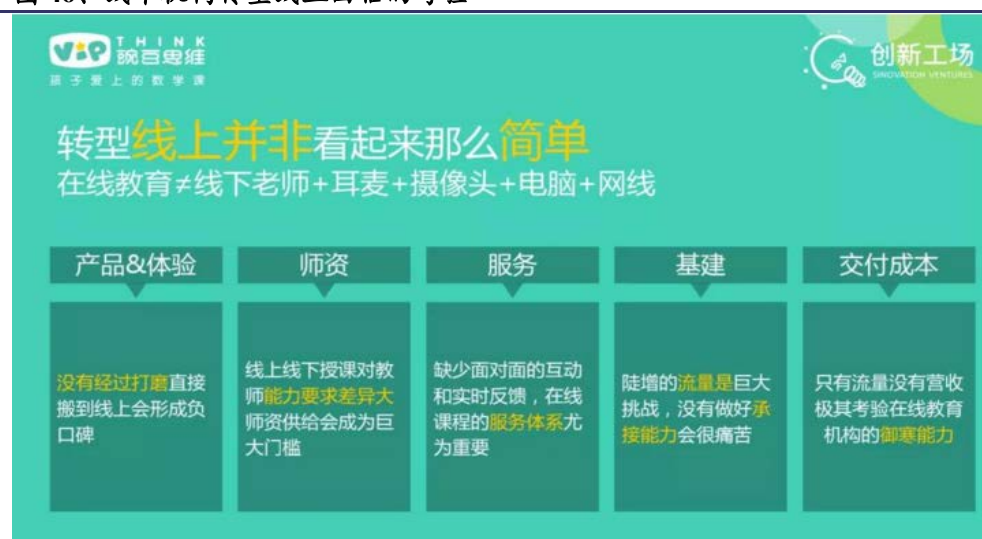 VIP THINK
豌豆思维
孩子爱上的数学课
创新工场
SINOVATION VENTURES
转型线上并非看起来那么简单
在线教育≠线下老师+耳麦+摄像头+电脑+网线
产品&体验
没有经过打磨直接
搬到线上会形成负
口碑
师资
线上线下授课对教
师能力要求差异大
师资供给会成为巨
大门槛
服务
缺少面对面的互动
和实时反馈，在线
课程的服务体系尤
为重要
基建
陡增的流量是巨大
挑战，没有做好承
接能力会很痛苦
交付成本
只有流量没有营收
极其考验在线教育
机构的御寒能力